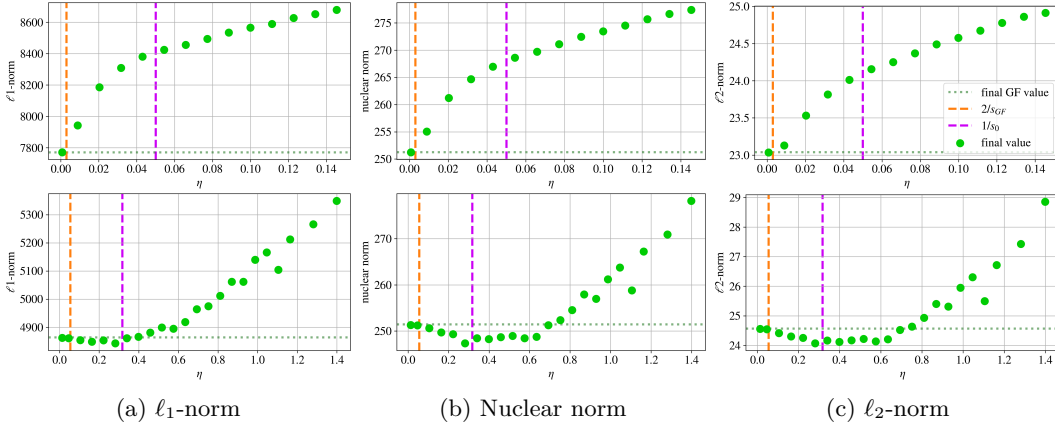 8600
8400
8200
8000
7800
ℓ1-norm
0.00 0.02 0.04 0.06 0.08 0.10 0.12 0.14
η
275
270
265
260
255
250
nuclear norm
0.00 0.02 0.04 0.06 0.08 0.10 0.12 0.14
η
25.0
24.5
24.0
23.5
23.0
ℓ2-norm
final GF value
2/s_GF
1/s_0
final value
0.00 0.02 0.04 0.06 0.08 0.10 0.12 0.14
η
5300
5200
5100
5000
4900
ℓ1-norm
0.0 0.2 0.4 0.6 0.8 1.0 1.2 1.4
η
270
260
250
nuclear norm
0.0 0.2 0.4 0.6 0.8 1.0 1.2 1.4
η
29
28
27
26
25
24
ℓ2-norm
0.0 0.2 0.4 0.6 0.8 1.0 1.2 1.4
η
(a) ℓ₁-norm
(b) Nuclear norm
(c) ℓ₂-norm